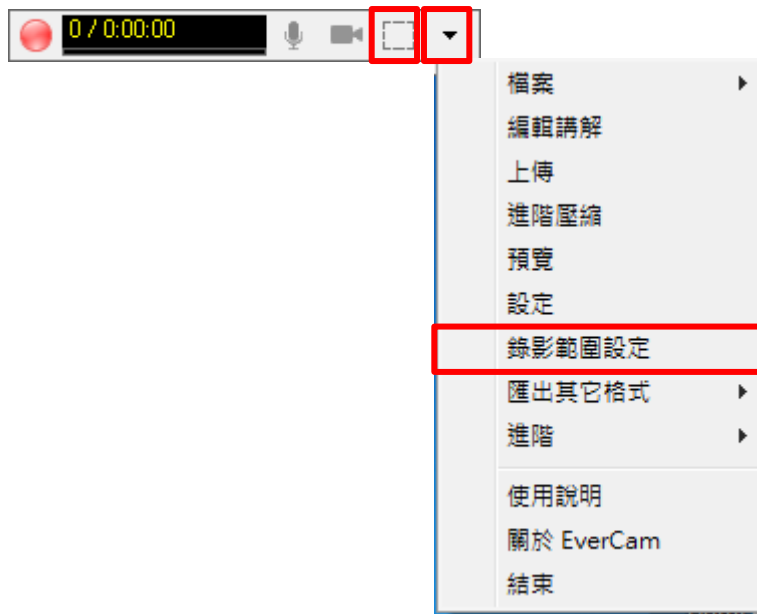 0 / 0:00:00
檔案
編輯講解
上傳
進階壓縮
預覽
設定
錄影範圍設定
匯出其它格式
進階
使用說明
關於 EverCam
結束